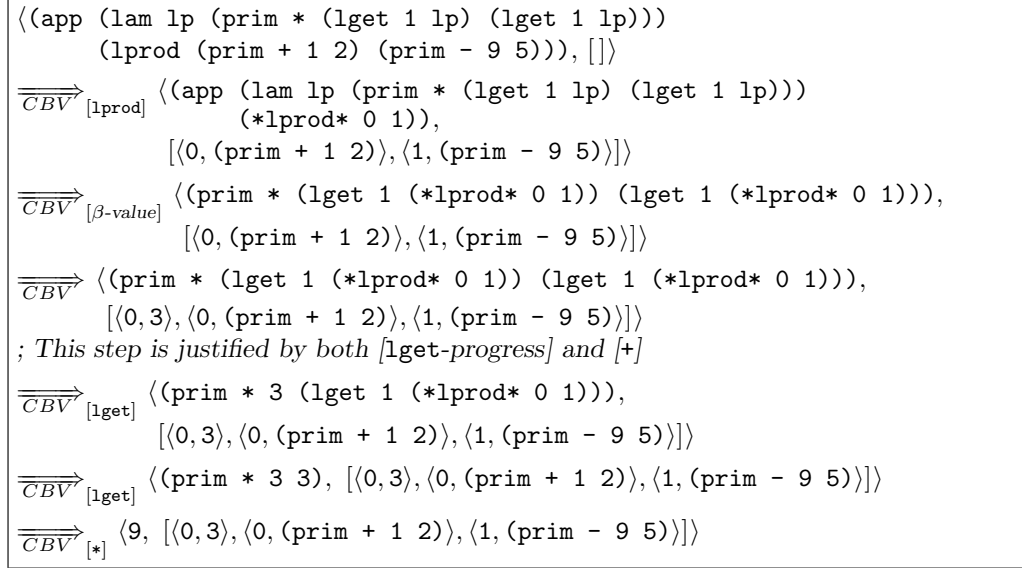 ⟨(app (lam lp (prim * (lget 1 lp) (lget 1 lp)))
(lprod (prim + 1 2) (prim - 9 5))), [ ]⟩
⟹CBV [lprod] ⟨(app (lam lp (prim * (lget 1 lp) (lget 1 lp)))
(*lprod* 0 1)),
[⟨0, (prim + 1 2)⟩, ⟨1, (prim - 9 5)⟩]⟩
⟹CBV [β-value] ⟨(prim * (lget 1 (*lprod* 0 1)) (lget 1 (*lprod* 0 1))),
[⟨0, (prim + 1 2)⟩, ⟨1, (prim - 9 5)⟩]⟩
⟹CBV ⟨(prim * (lget 1 (*lprod* 0 1)) (lget 1 (*lprod* 0 1))),
[⟨0, 3⟩, ⟨0, (prim + 1 2)⟩, ⟨1, (prim - 9 5)⟩]⟩
; This step is justified by both [lget-progress] and [+]
⟹CBV [lget] ⟨(prim * 3 (lget 1 (*lprod* 0 1))),
[⟨0, 3⟩, ⟨0, (prim + 1 2)⟩, ⟨1, (prim - 9 5)⟩]⟩
⟹CBV [lget] ⟨(prim * 3 3), [⟨0, 3⟩, ⟨0, (prim + 1 2)⟩, ⟨1, (prim - 9 5)⟩]⟩
⟹CBV [*] ⟨9, [⟨0, 3⟩, ⟨0, (prim + 1 2)⟩, ⟨1, (prim - 9 5)⟩]⟩